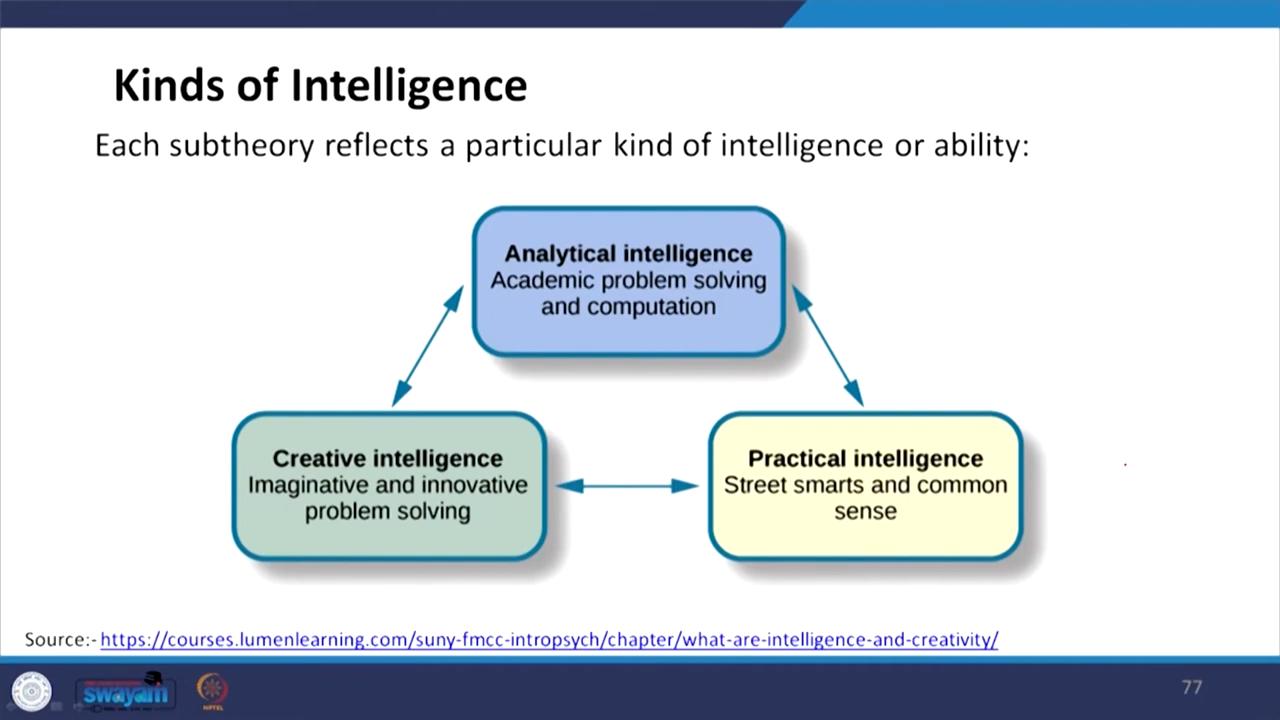 Kinds of Intelligence
Each subtheory reflects a particular kind of intelligence or ability:
Analytical intelligence
Academic problem solving
and computation
Creative intelligence
Imaginative and innovative
problem solving
Practical intelligence
Street smarts and common
sense
Source:- https://courses.lumenlearning.com/suny-fmcc-intropsych/chapter/what-are-intelligence-and-creativity/
swayam
NPTEL
77